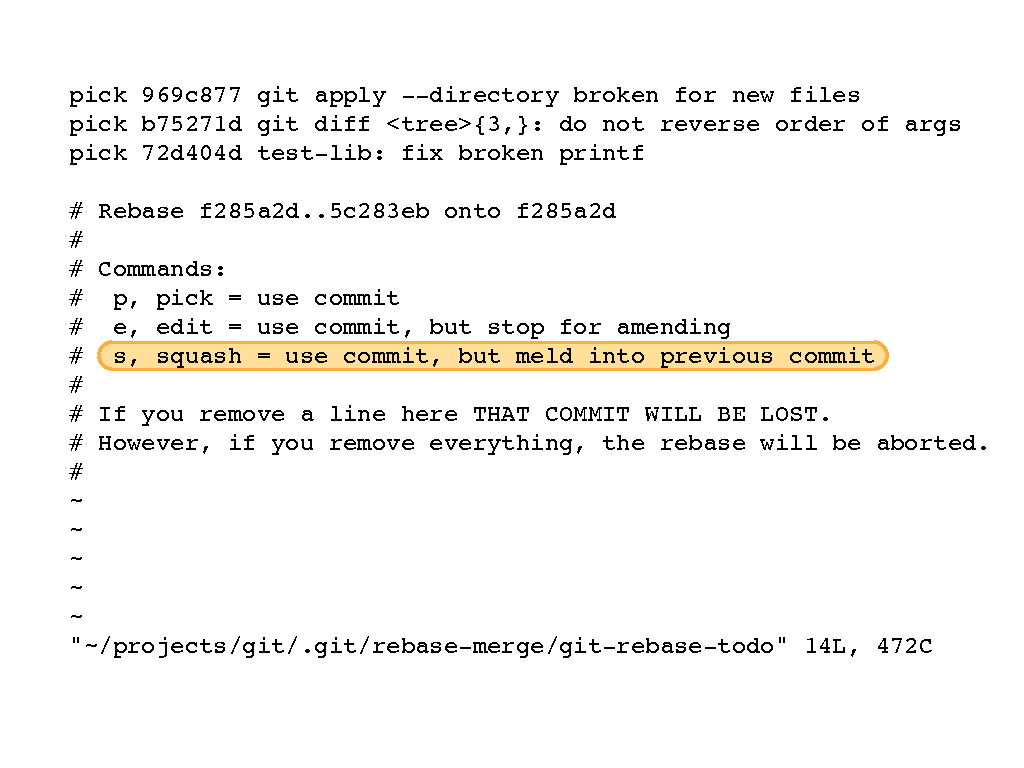 pick 969c877 git apply --directory broken for new files
pick b75271d git diff <tree>{3,}: do not reverse order of args
pick 72d404d test-lib: fix broken printf

# Rebase f285a2d..5c283eb onto f285a2d
#
# Commands:
#  p, pick = use commit
#  e, edit = use commit, but stop for amending
#  s, squash = use commit, but meld into previous commit
#
# If you remove a line here THAT COMMIT WILL BE LOST.
# However, if you remove everything, the rebase will be aborted.
#
~
~
~
~
~
"~/projects/git/.git/rebase-merge/git-rebase-todo" 14L, 472C